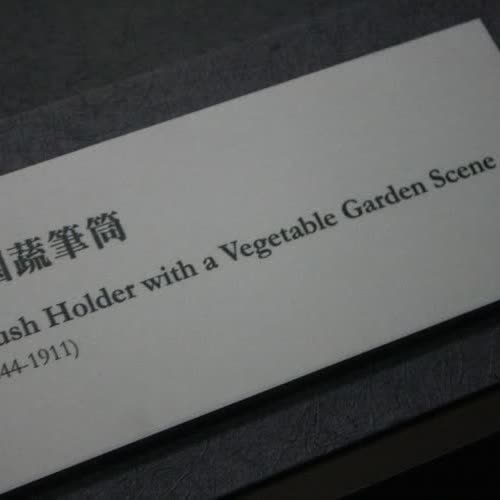 蔬筆筒
ush Holder with a Vegetable Garden Scene
44-1911)